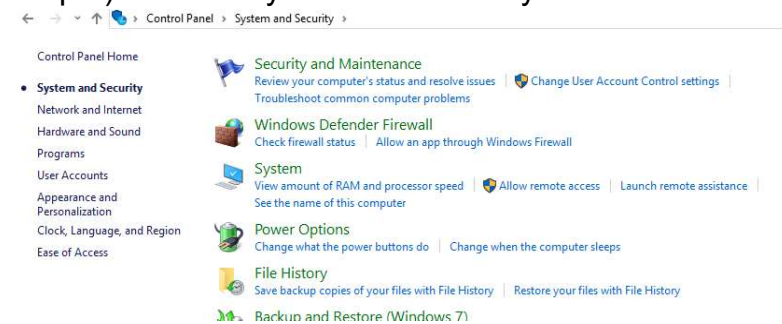 Control Panel > System and Security >
Control Panel Home
System and Security
Network and Internet
Hardware and Sound
Programs
User Accounts
Appearance and
Personalization
Clock, Language, and Region
Ease of Access
Security and Maintenance
Review your computer's status and resolve issues | Change User Account Control settings |
Troubleshoot common computer problems
Windows Defender Firewall
Check firewall status | Allow an app through Windows Firewall
System
View amount of RAM and processor speed | Allow remote access | Launch remote assistance |
See the name of this computer
Power Options
Change what the power buttons do | Change when the computer sleeps
File History
Save backup copies of your files with File History | Restore your files with File History
Backup and Restore (Windows 7)